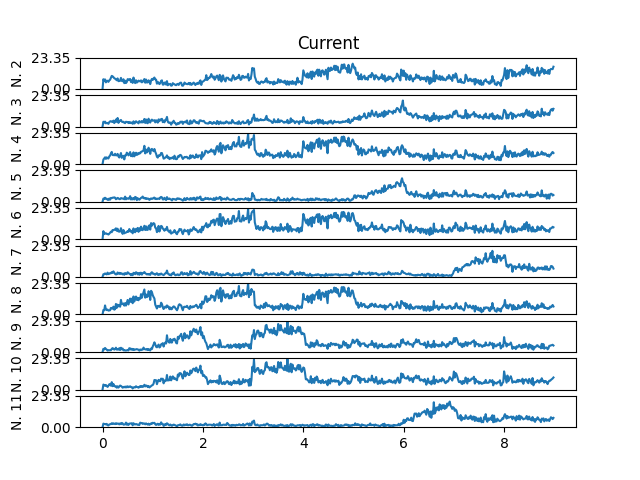 Current
23.35
0.00
N. 2
23.35
0.00
N. 3
23.35
0.00
N. 4
23.35
0.00
N. 5
23.35
0.00
N. 6
23.35
0.00
N. 7
23.35
0.00
N. 8
23.35
0.00
N. 9
23.35
0.00
N. 10
23.35
0.00
N. 11
0 2 4 6 8